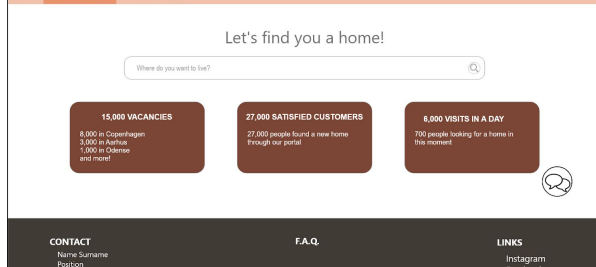 Let's find you a home!
Where do you want to live?
15,000 VACANCIES
8,000 in Copenhagen
3,000 in Aarhus
1,000 in Odense
and more!
27,000 SATISFIED CUSTOMERS
27,000 people found a new home
through our portal
6,000 VISITS IN A DAY
700 people looking for a home in
this moment
CONTACT
Name Surname
Position
F.A.Q.
LINKS
Instagram